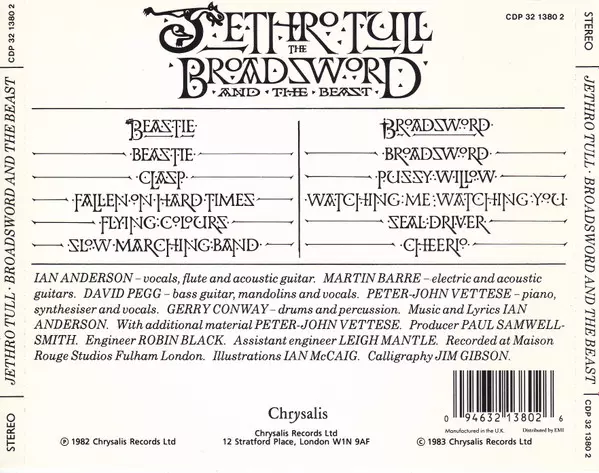 CDP 32 1380 2
STEREO
JETHRO TULL · BROADSWORD AND THE BEAST
JETHRO TULL
THE
BROADSWORD
·AND·THE·BEAST·
CDP 32 1380 2
BEASTIE
BEASTIE
CLASP
FALLEN·ON·HARD·TIMES
FLYING·COLOURS
SLOW·MARCHING·BAND
BROADSWORD
BROADSWORD
PUSSY·WILLOW
WATCHING·ME·WATCHING·YOU
SEAL·DRIVER
CHEERIO
IAN ANDERSON – vocals, flute and acoustic guitar. MARTIN BARRE – electric and acoustic
guitars. DAVID PEGG – bass guitar, mandolins and vocals. PETER-JOHN VETTESE – piano,
synthesiser and vocals. GERRY CONWAY – drums and percussion. Music and Lyrics IAN
ANDERSON. With additional material PETER-JOHN VETTESE. Producer PAUL SAMWELL-
SMITH. Engineer ROBIN BLACK. Assistant engineer LEIGH MANTLE. Recorded at Maison
Rouge Studios Fulham London. Illustrations IAN McCAIG. Calligraphy JIM GIBSON.
Chrysalis
Ⓟ 1982 Chrysalis Records Ltd
Chrysalis Records Ltd
12 Stratford Place, London W1N 9AF
© 1983 Chrysalis Records Ltd
0 94632 13802 6
Manufactured in the U.K. Distributed by EMI
STEREO
JETHRO TULL · BROADSWORD AND THE BEAST
CDP 32 1380 2